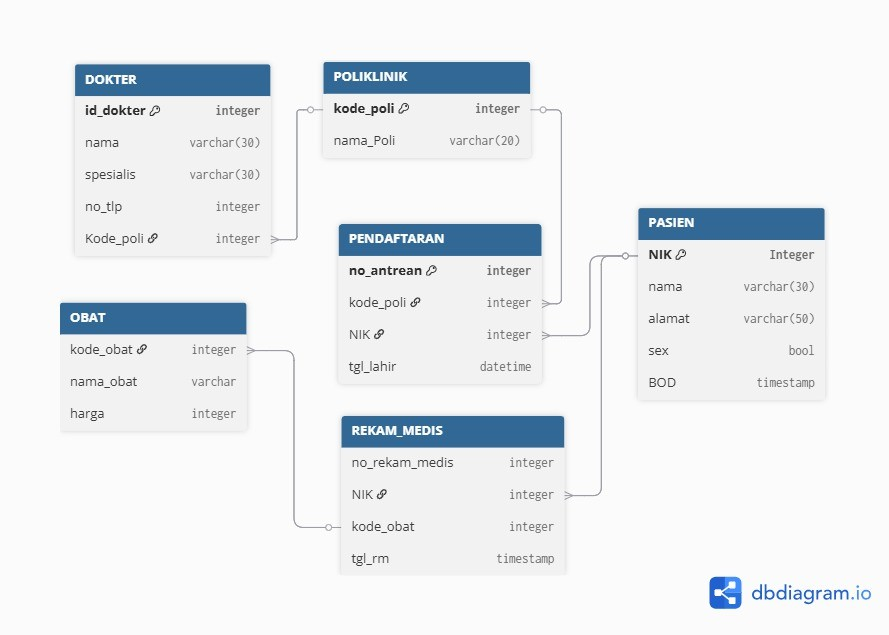 DOKTER
id_dokter integer
nama varchar(30)
spesialis varchar(30)
no_tlp integer
Kode_poli integer
POLIKLINIK
kode_poli integer
nama_Poli varchar(20)
PENDAFTARAN
no_antrean integer
kode_poli integer
NIK integer
tgl_lahir datetime
PASIEN
NIK Integer
nama varchar(30)
alamat varchar(50)
sex bool
BOD timestamp
OBAT
kode_obat integer
nama_obat varchar
harga integer
REKAM_MEDIS
no_rekam_medis integer
NIK integer
kode_obat integer
tgl_rm timestamp
dbdiagram.io